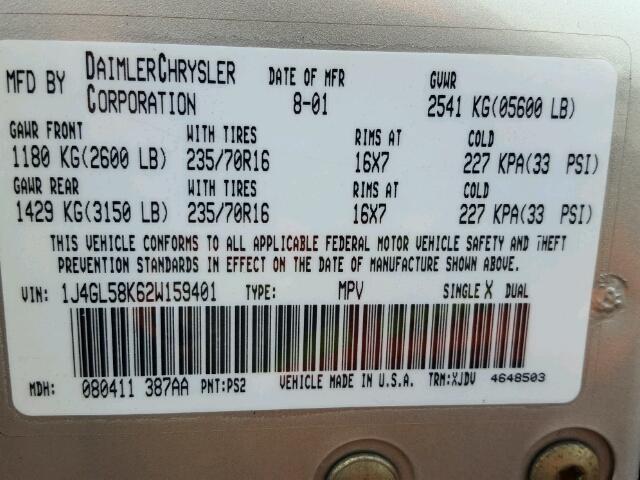 MFD BY DAIMLERCHRYSLER CORPORATION DATE OF MFR 8-01 GVWR 2541 KG(05600 LB)
GAWR FRONT WITH TIRES RIMS AT COLD
1180 KG(2600 LB) 235/70R16 16X7 227 KPA(33 PSI)
GAWR REAR WITH TIRES RIMS AT COLD
1429 KG(3150 LB) 235/70R16 16X7 227 KPA(33 PSI)
THIS VEHICLE CONFORMS TO ALL APPLICABLE FEDERAL MOTOR VEHICLE SAFETY AND THEFT
PREVENTION STANDARDS IN EFFECT ON THE DATE OF MANUFACTURE SHOWN ABOVE.
VIN: 1J4GL58K62W159401 TYPE: MPV SINGLE X DUAL
MDH: 080411 387AA PNT:PS2 VEHICLE MADE IN U.S.A. TRM:XJDV 4648503